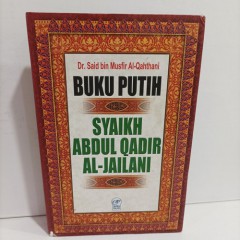 Dr. Said bin Musfir Al-Qahthani
BUKU PUTIH
SYAIKH
ABDUL QADIR
AL-JAILANI